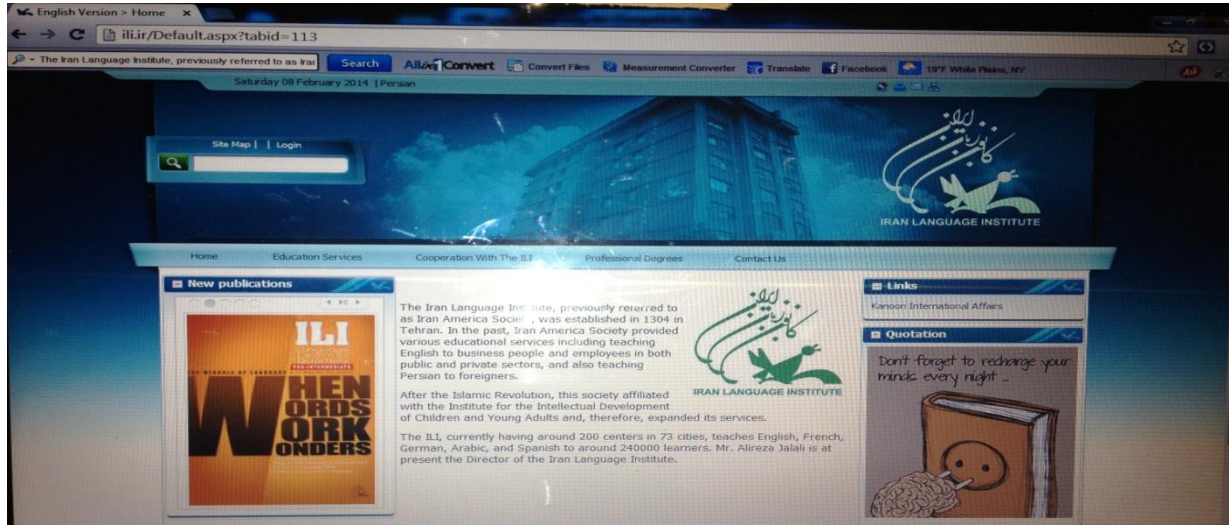 English Version > Home
ili.ir/Default.aspx?tabid=113
The Iran Language Institute, previously referred to as Iran
Search
Convert
Convert Files
Measurement Converter
Translate
Facebook
19°F White Plains, NY
Saturday 08 February 2014 | Persian
Site Map | | Login
کانون زبان ایران
IRAN LANGUAGE INSTITUTE
Home
Education Services
Cooperation With The ILI
Professional Degrees
Contact Us
New publications
ILI
PRE-INTERMEDIATE
WHEN
WORDS
WORK
WONDERS
The Iran Language Institute, previously referred to
as Iran America Society, was established in 1304 in
Tehran. In the past, Iran America Society provided
various educational services including teaching
English to business people and employees in both
public and private sectors, and also teaching
Persian to foreigners.
After the Islamic Revolution, this society affiliated
with the Institute for the Intellectual Development
of Children and Young Adults and, therefore, expanded its services.
The ILI, currently having around 200 centers in 73 cities, teaches English, French,
German, Arabic, and Spanish to around 240000 learners. Mr. Alireza Jalali is at
present the Director of the Iran Language Institute.
کانون زبان ایران
IRAN LANGUAGE INSTITUTE
Links
Kanoon International Affairs
Quotation
Don't forget to recharge your
minds every night ...